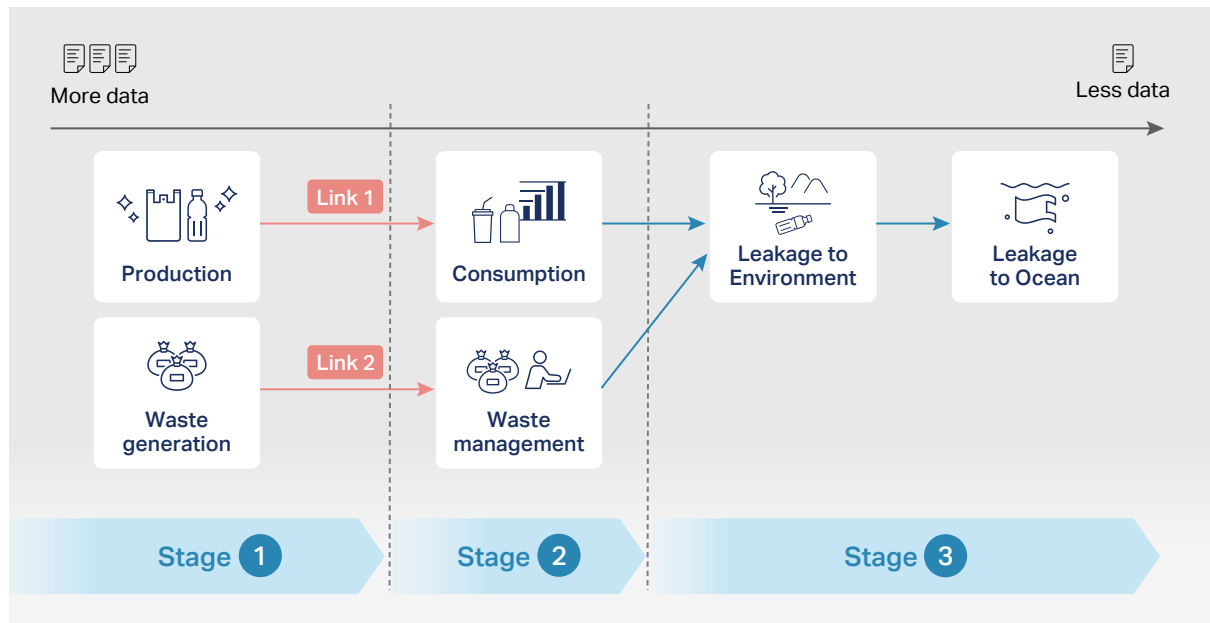 More data
Less data
Link 1
Production
Consumption
Leakage to
Environment
Leakage
to Ocean
Link 2
Waste
generation
Waste
management
Stage 1
Stage 2
Stage 3